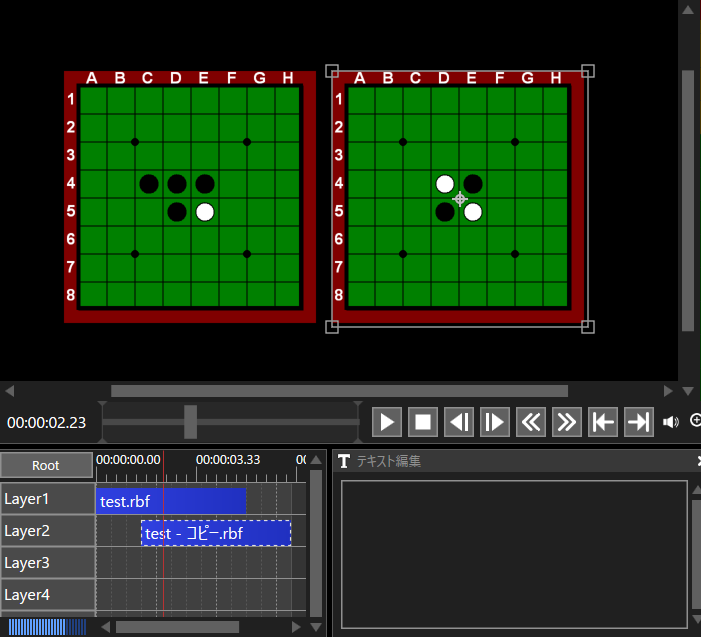 A B C D E F G H
1
2
3
4
5
6
7
8
A B C D E F G H
1
2
3
4
5
6
7
8
00:00:02.23
Root
00:00:00.00
00:00:03.33
Layer1
test.rbf
Layer2
test - コピー.rbf
Layer3
Layer4
T テキスト編集